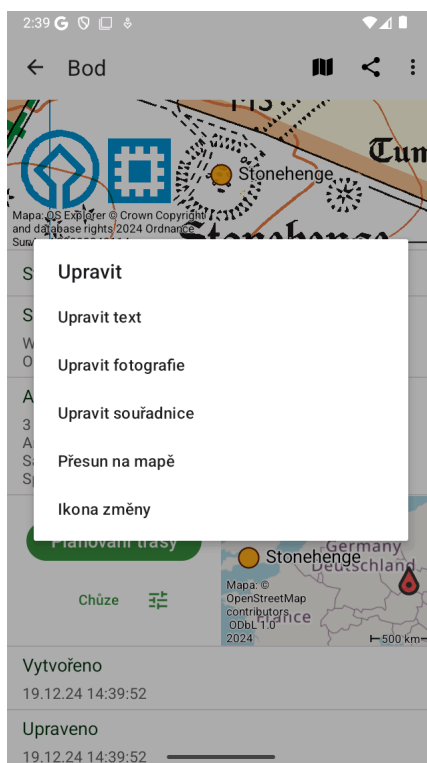 2:39
Bod
Tum
Stonehenge
Mapa: OS Explorer © Crown Copyright
and database rights 2024 Ordnance
Stonehenge
Upravit
Upravit text
Upravit fotografie
Upravit souřadnice
Přesun na mapě
Ikona změny
Plánování trasy
Chůze
Germany
Deutschland
Stonehenge
Mapa: ©
OpenStreetMap
contributors,
ODbL 1.0
2024
France
500 km
Vytvořeno
19.12.24 14:39:52
Upraveno
19.12.24 14:39:52